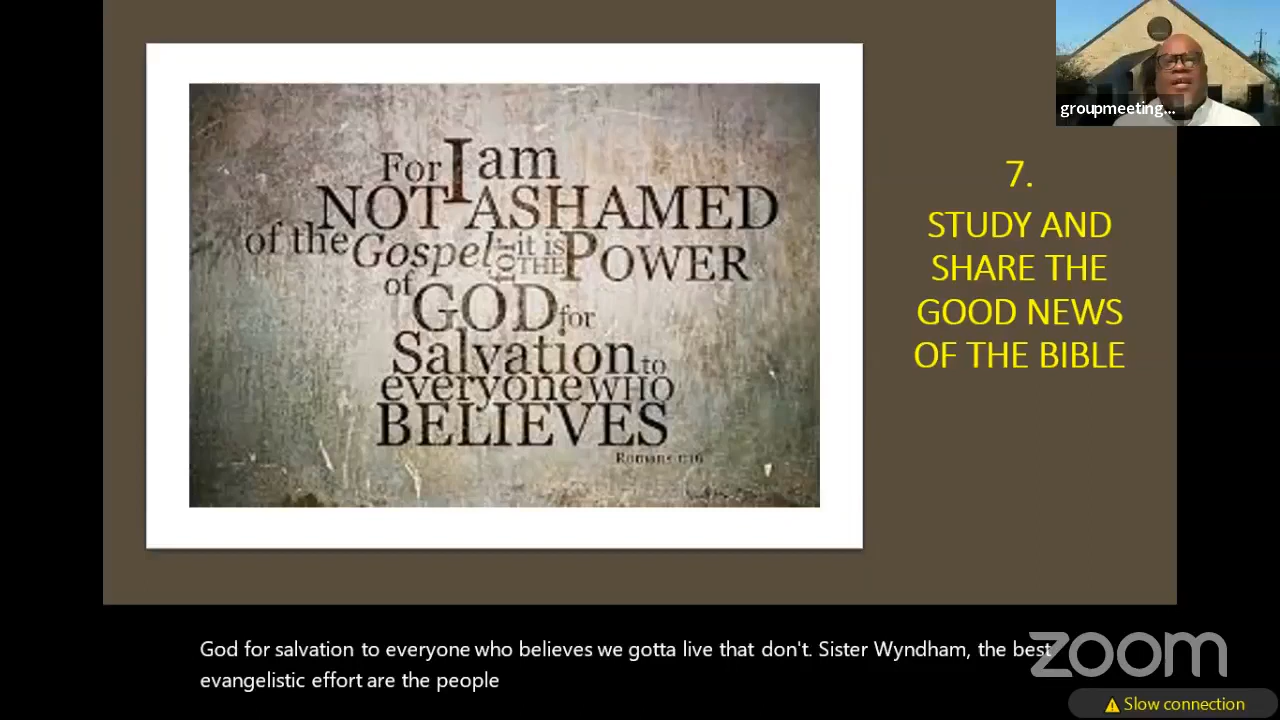 For I am
NOT ASHAMED
of the Gospel for it is THE POWER
of GOD for
Salvation to
everyone WHO
BELIEVES
Romans 1:16
7.
STUDY AND
SHARE THE
GOOD NEWS
OF THE BIBLE
groupmeeting...
God for salvation to everyone who believes we gotta live that don't. Sister Wyndham, the best
evangelistic effort are the people
zoom
Slow connection